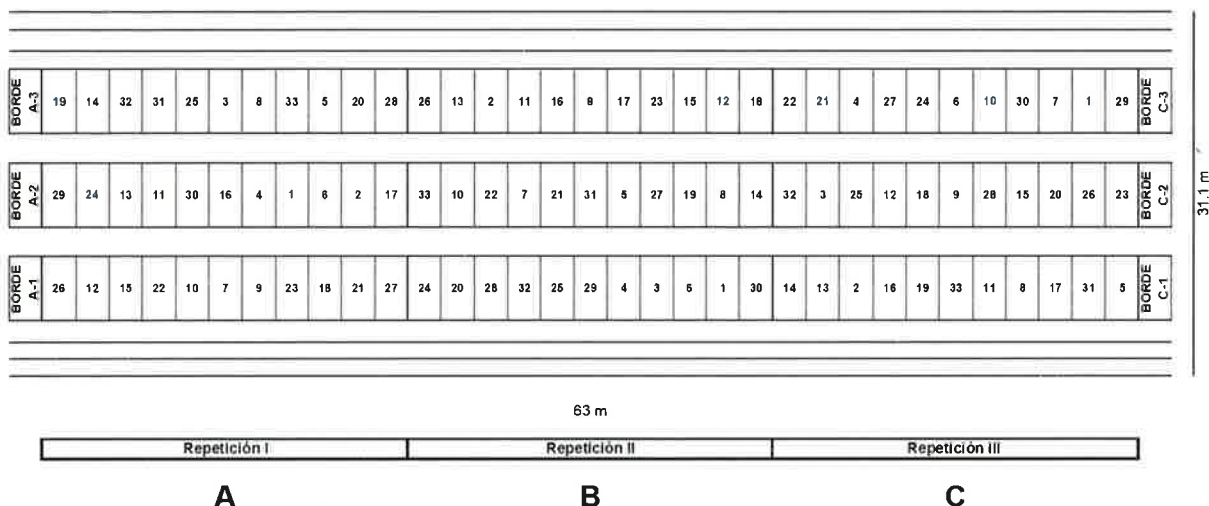 BORDE A-3 19 14 32 31 25 3 8 33 5 20 28 26 13 2 11 16 9 17 23 15 12 18 22 21 4 27 24 6 10 30 7 1 29 BORDE C-3
BORDE A-2 29 24 13 11 30 16 4 1 6 2 17 33 10 22 7 21 31 5 27 19 8 14 32 3 25 12 18 9 28 15 20 26 23 BORDE C-2
31.1 m
BORDE A-1 26 12 15 22 10 7 9 23 18 21 27 24 20 28 32 25 29 4 3 6 1 30 14 13 2 16 19 33 11 8 17 31 5 BORDE C-1
63 m
Repetición I Repetición II Repetición III
A B C